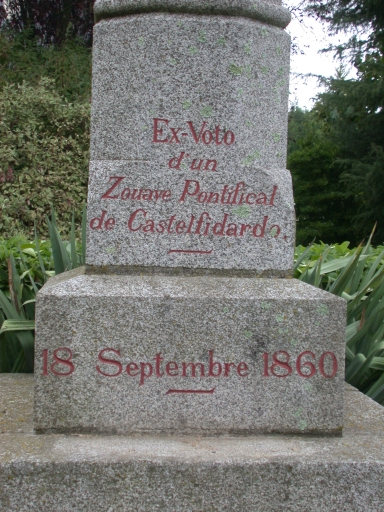 Ex-Voto
d'un
Zouave Pontifical
de Castelfidardo.
18 Septembre 1860